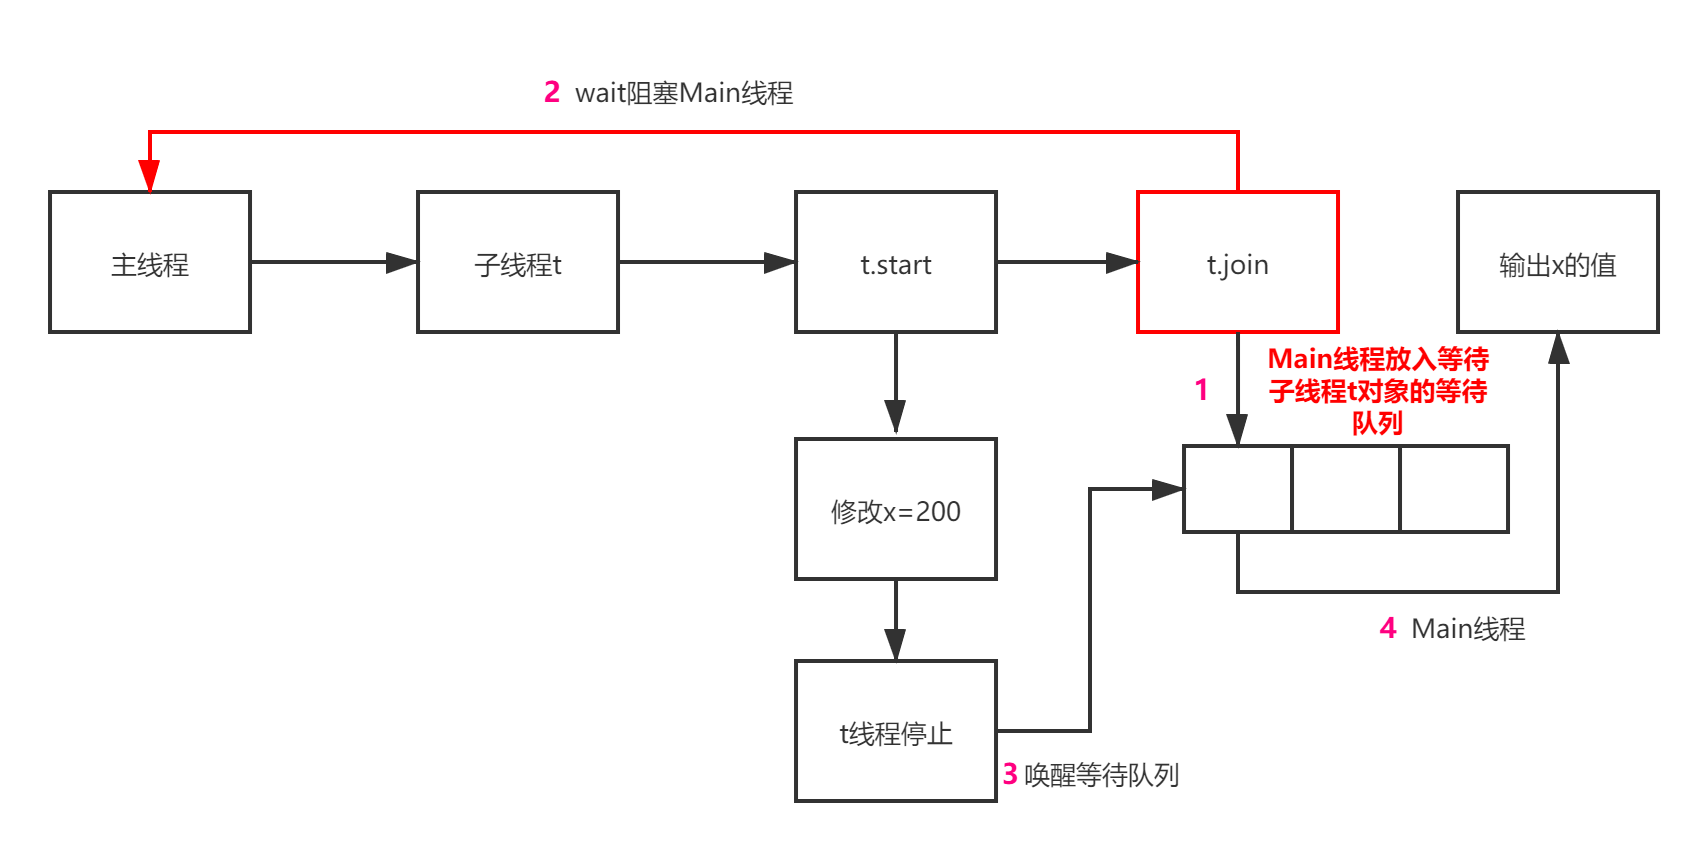 2 wait阻塞Main线程
主线程
子线程t
t.start
t.join
输出x的值
1
Main线程放入等待
子线程t对象的等待
队列
修改x=200
4 Main线程
t线程停止
3 唤醒等待队列